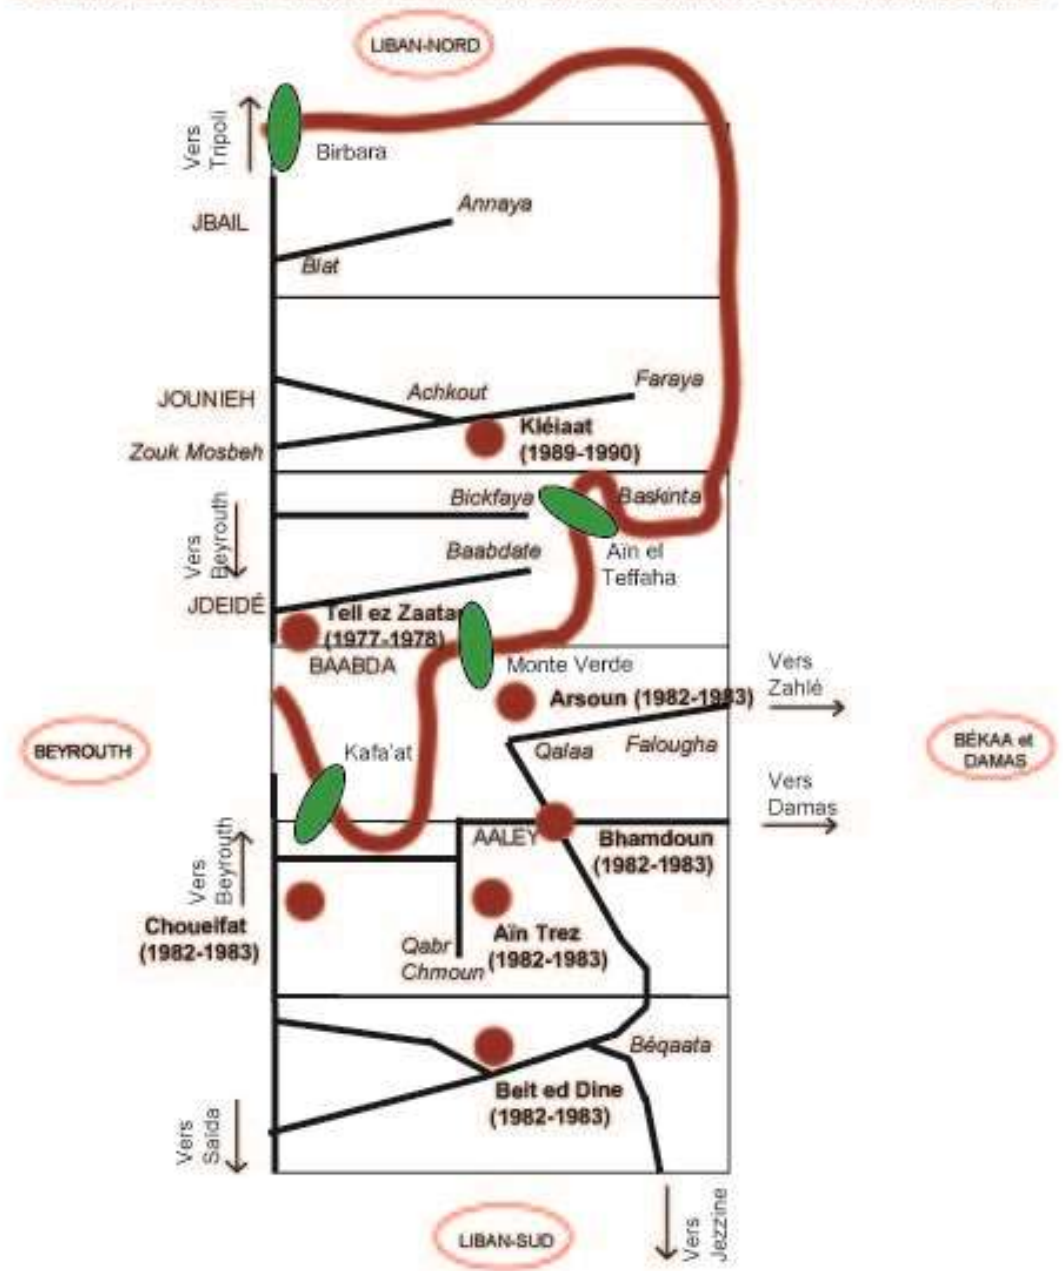 LIBAN-NORD
Vers
Tripoli
Birbara
Annaya
JBAIL
Blat
Achkout
Faraya
JOUNIEH
Kléiaat
(1989-1990)
Zouk Mosbeh
Bickfaya
Baskinta
Vers
Beyrouth
Baabdate
Aïn el
Teffaha
JDEIDÉ
Tell ez Zaatar
(1977-1978)
BAABDA
Monte Verde
Vers
Zahlé
Arsoun (1982-1983)
BEYROUTH
Kafa'at
Qalaa
Falougha
BÉKAA et
DAMAS
Vers
Damas
AALEY
Bhamdoun
(1982-1983)
Vers
Beyrouth
Choueifat
(1982-1983)
Qabr
Chmoun
Aïn Trez
(1982-1983)
Béqaata
Beit ed Dine
(1982-1983)
Vers
Saïda
LIBAN-SUD
Vers
Jezzine